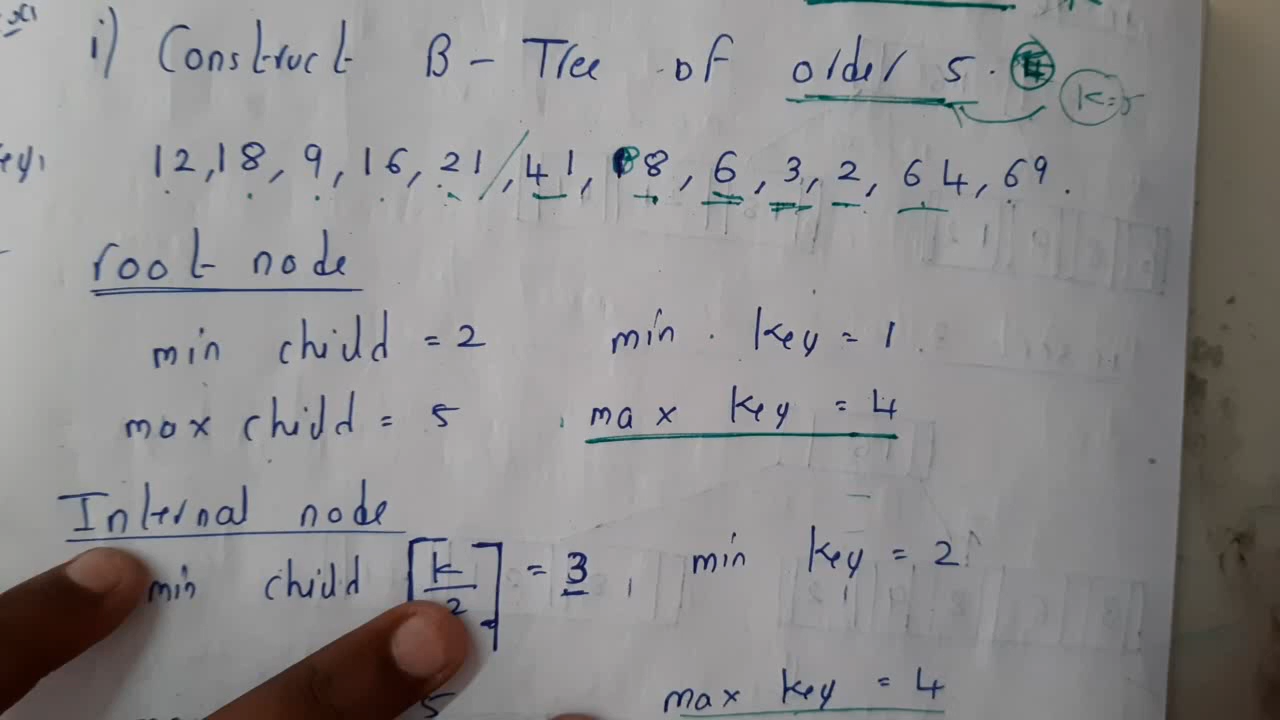 i) Construct B - Tree of order 5.
K=5
12, 18, 9, 16, 21, 41, 8, 6, 3, 2, 64, 69.
root node
min child = 2 min . key = 1
max child = 5 max key = 4
Internal node
min child ⌈k/2⌉ = 3, min key = 2
5 max key = 4